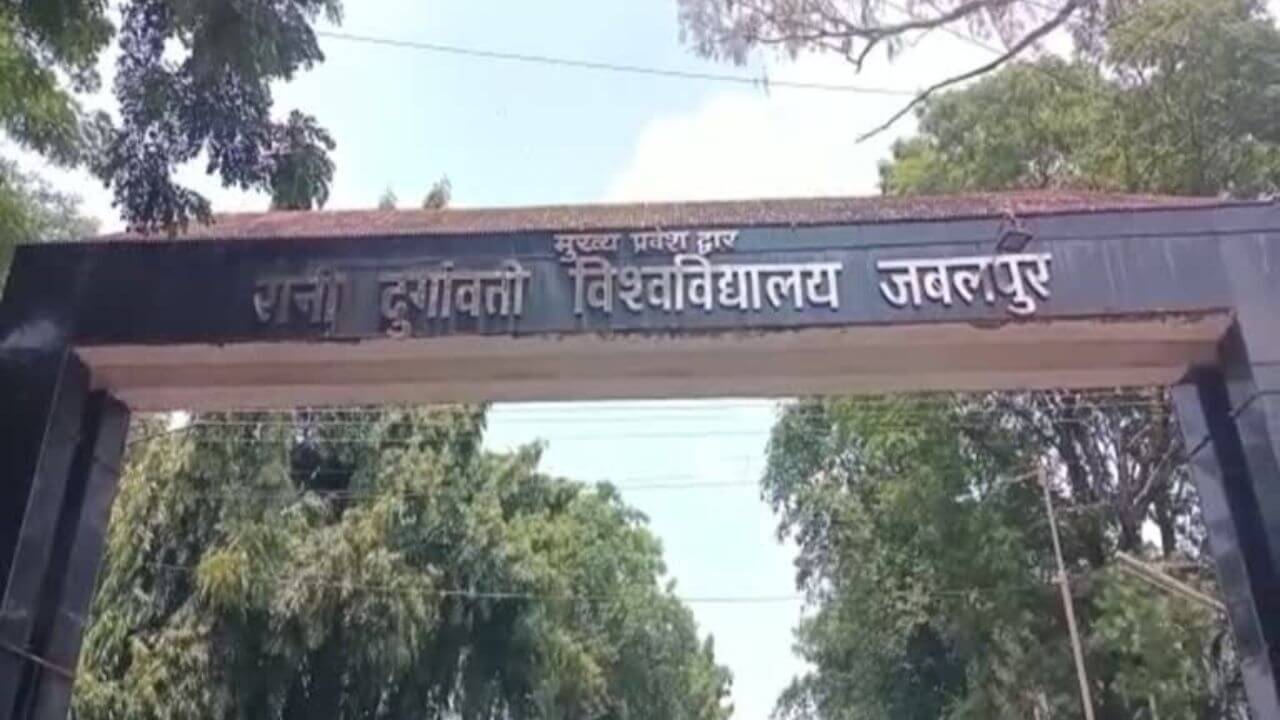 मुख्य प्रवेश द्वार
रानी दुर्गावती विश्वविद्यालय जबलपुर